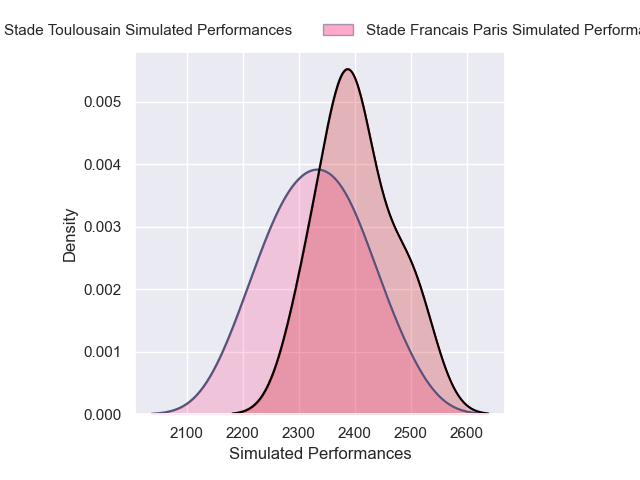 Stade Toulousain Simulated Performances Stade Francais Paris Simulated Performa
0.005
0.004
0.003
0.002
0.001
0.000
Density
2100 2200 2300 2400 2500 2600
Simulated Performances